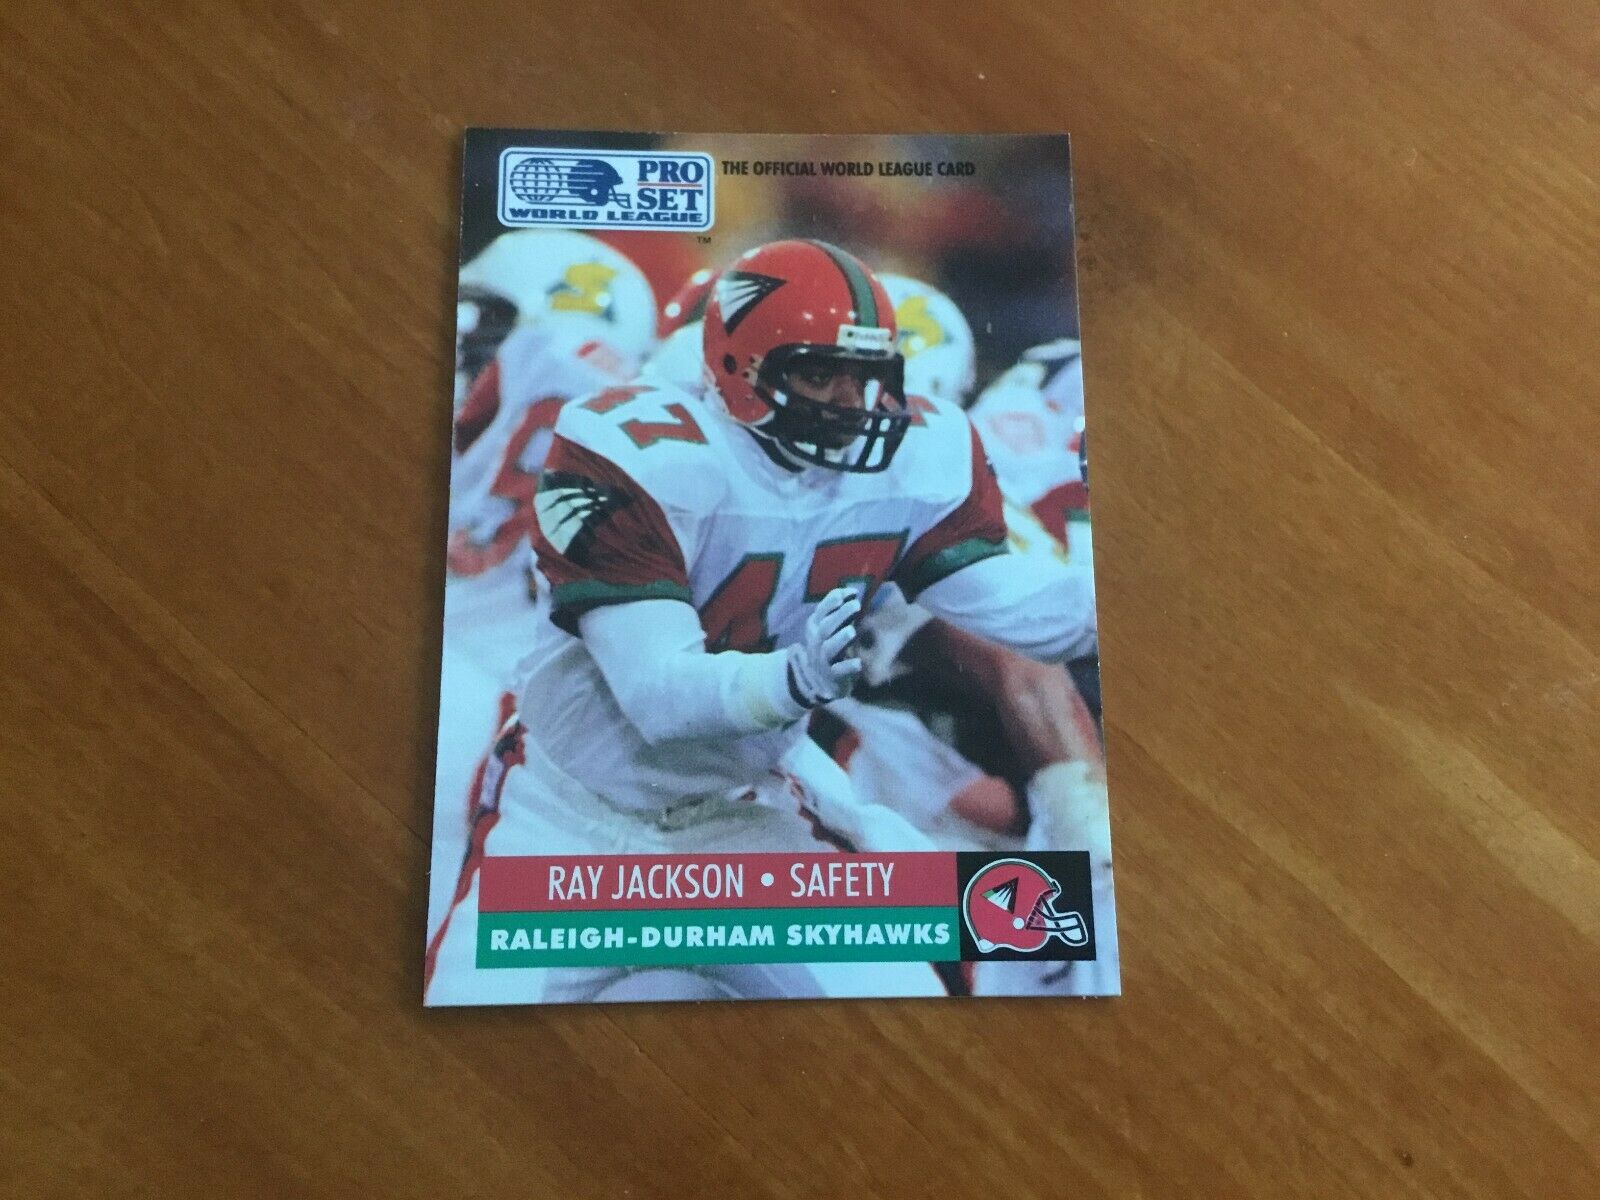 PRO
SET
WORLD LEAGUE
TM
THE OFFICIAL WORLD LEAGUE CARD
47
47
RAY JACKSON • SAFETY
RALEIGH-DURHAM SKYHAWKS